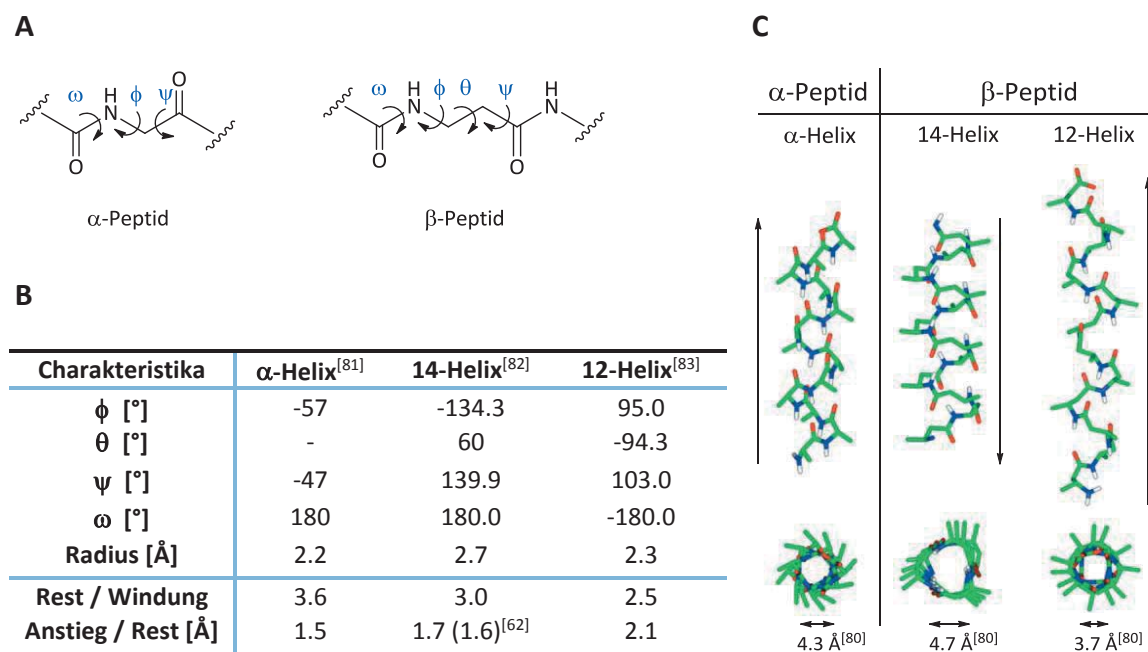 A
ω H N ϕ ψ O
O
α-Peptid
ω H N ϕ θ ψ H N
O O
β-Peptid
B
Charakteristika α-Helix[81] 14-Helix[82] 12-Helix[83]
ϕ [°] -57 -134.3 95.0
θ [°] - 60 -94.3
ψ [°] -47 139.9 103.0
ω [°] 180 180.0 -180.0
Radius [Å] 2.2 2.7 2.3
Rest / Windung 3.6 3.0 2.5
Anstieg / Rest [Å] 1.5 1.7 (1.6)[62] 2.1
C
α-Peptid β-Peptid
α-Helix 14-Helix 12-Helix
4.3 Å[80] 4.7 Å[80] 3.7 Å[80]